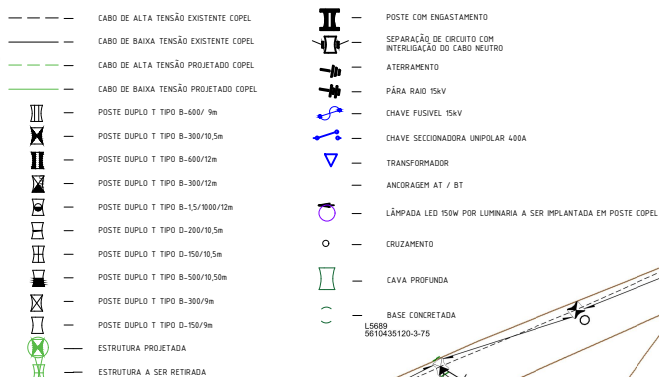 CABO DE ALTA TENSÃO EXISTENTE COPEL
CABO DE BAIXA TENSÃO EXISTENTE COPEL
CABO DE ALTA TENSÃO PROJETADO COPEL
CABO DE BAIXA TENSÃO PROJETADO COPEL
POSTE DUPLO T TIPO B-600/ 9m
POSTE DUPLO T TIPO B-300/10,5m
POSTE DUPLO T TIPO B-600/12m
POSTE DUPLO T TIPO B-300/12m
POSTE DUPLO T TIPO B-1,5/1000/12m
POSTE DUPLO T TIPO D-200/10,5m
POSTE DUPLO T TIPO D-150/10,5m
POSTE DUPLO T TIPO B-500/10,50m
POSTE DUPLO T TIPO B-300/9m
POSTE DUPLO T TIPO D-150/9m
ESTRUTURA PROJETADA
ESTRUTURA A SER RETIRADA
POSTE COM ENGASTAMENTO
SEPARAÇÃO DE CIRCUITO COM
INTERLIGAÇÃO DO CABO NEUTRO
ATERRAMENTO
PÁRA RAIO 15kV
CHAVE FUSIVEL 15kV
CHAVE SECCIONADORA UNIPOLAR 400A
TRANSFORMADOR
ANCORAGEM AT / BT
LÂMPADA LED 150W POR LUMINARIA A SER IMPLANTADA EM POSTE COPEL
CRUZAMENTO
CAVA PROFUNDA
BASE CONCRETADA
L5689
5610435120-3-75